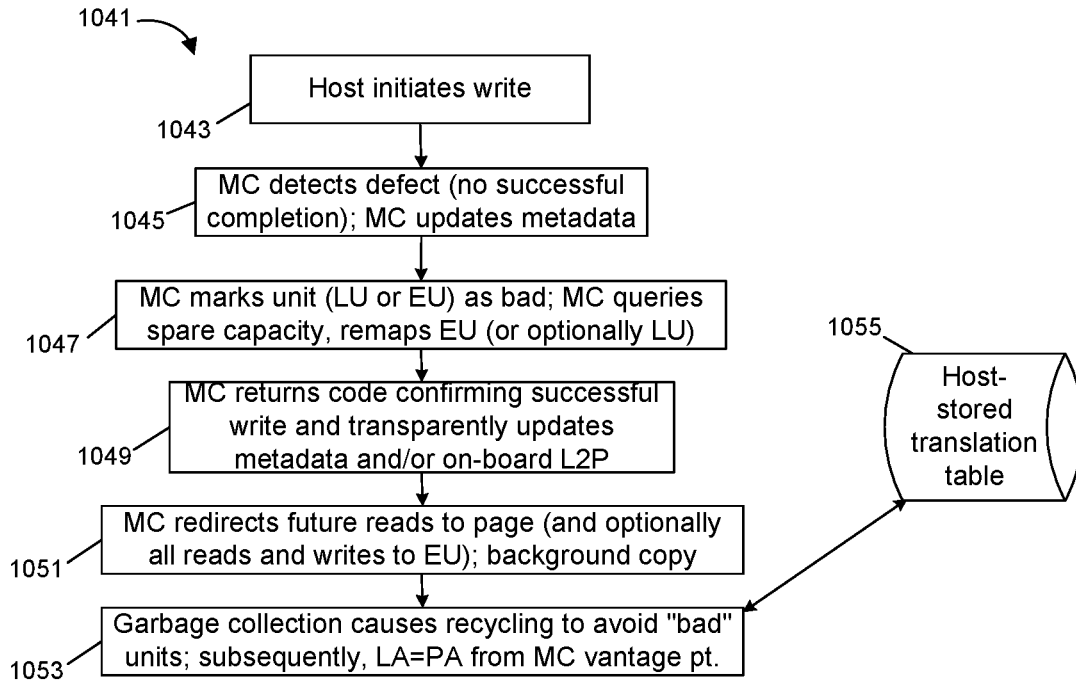 1041
Host initiates write
1043
MC detects defect (no successful
completion); MC updates metadata
1045
MC marks unit (LU or EU) as bad; MC queries
spare capacity, remaps EU (or optionally LU)
1047
MC returns code confirming successful
write and transparently updates
metadata and/or on-board L2P
1049
MC redirects future reads to page (and optionally
all reads and writes to EU); background copy
1051
Garbage collection causes recycling to avoid "bad"
units; subsequently, LA=PA from MC vantage pt.
1053
1055
Host-
stored
translation
table